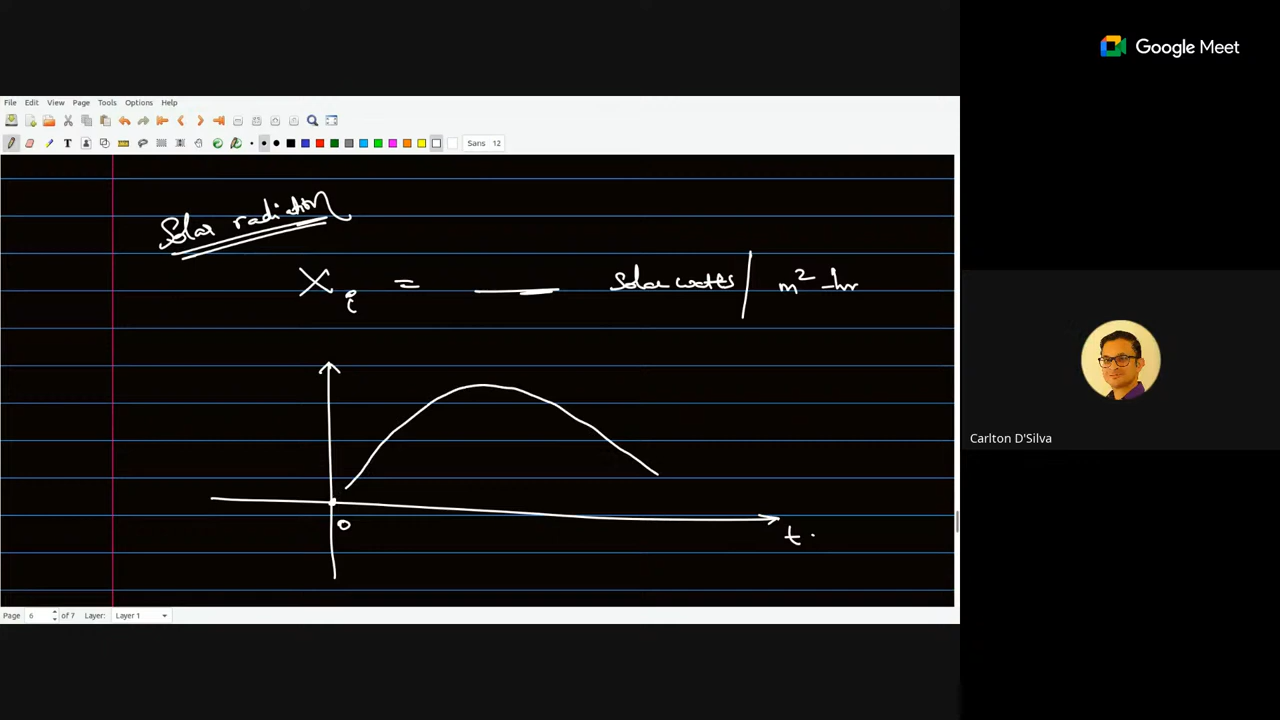 Google Meet
File Edit View Page Tools Options Help
Sans 12
Solar radiation
Xi = ___ Solar watts / m² - hr
0
t
Carlton D'Silva
Page 6 of 7 Layer: Layer 1